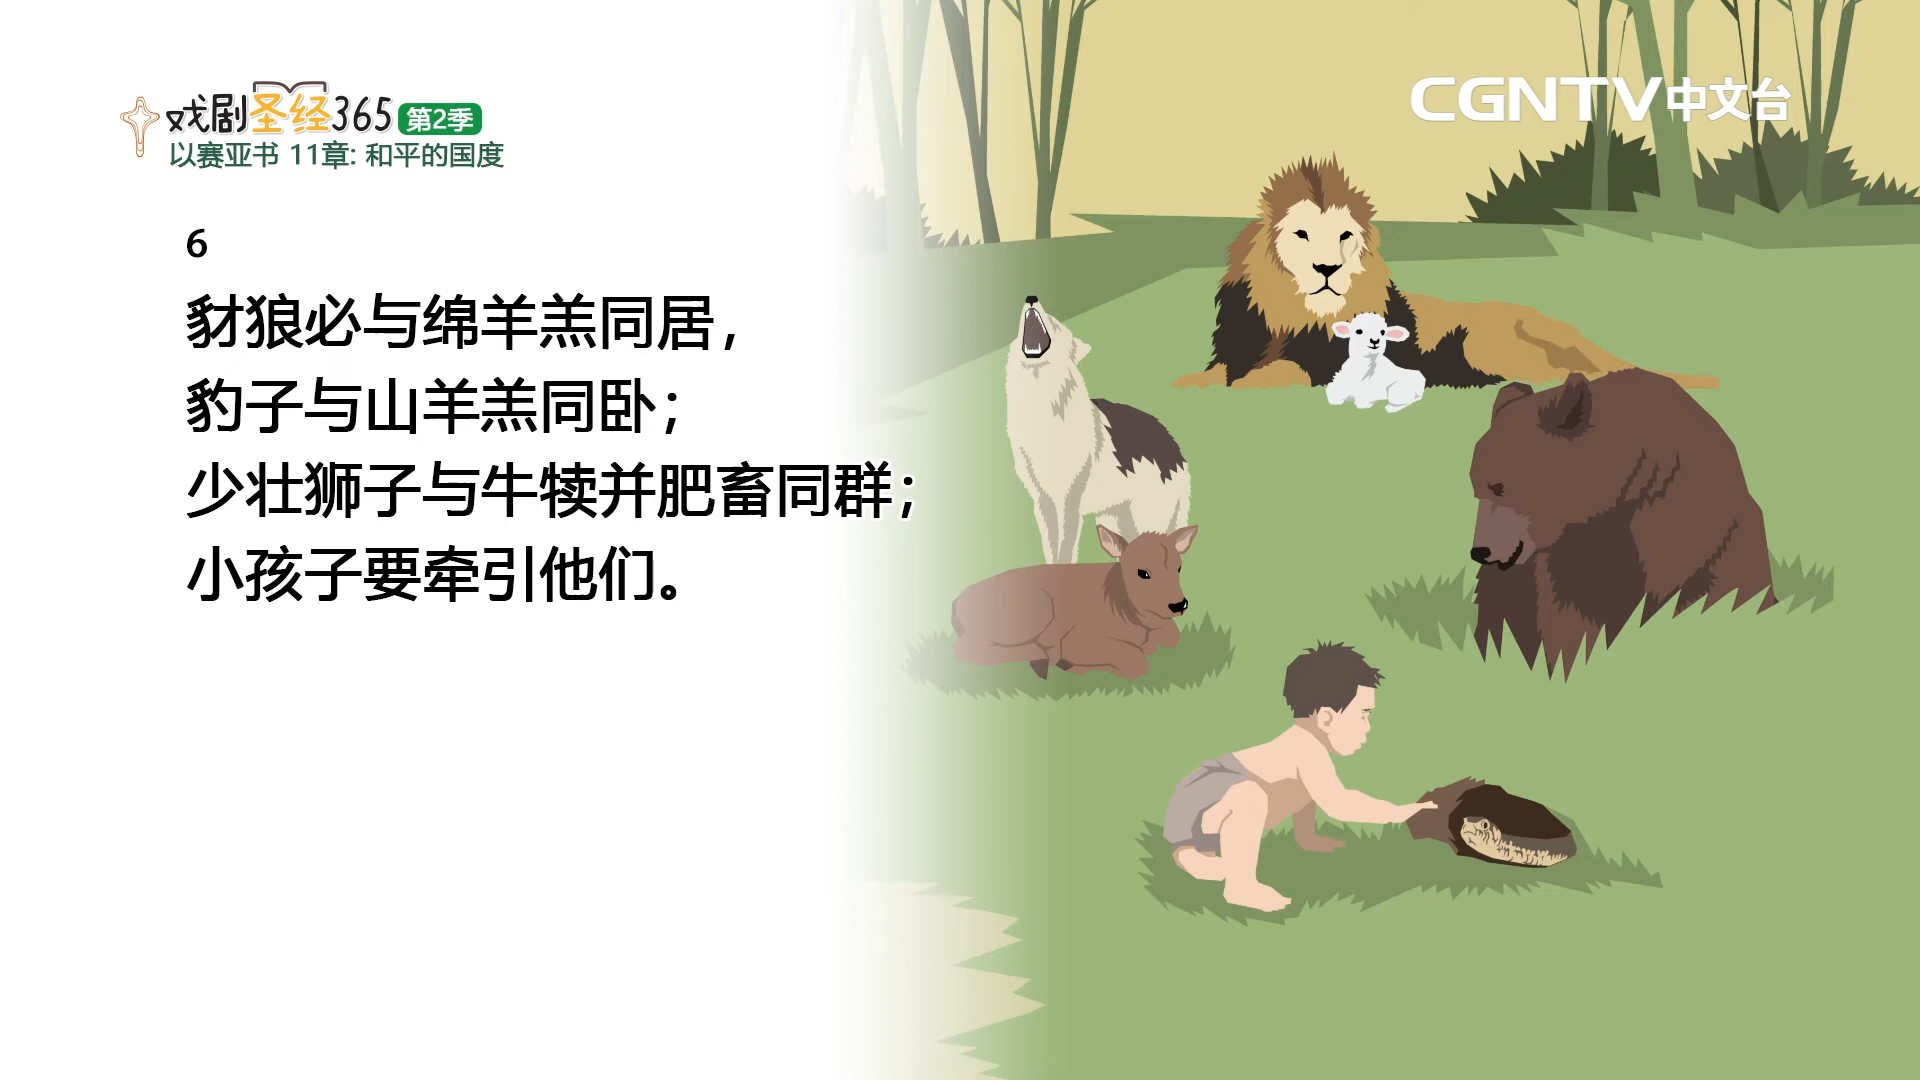 戏剧圣经365 第2季
以赛亚书 11章: 和平的国度
CGNTV中文台
6
豺狼必与绵羊羔同居，
豹子与山羊羔同卧；
少壮狮子与牛犊并肥畜同群；
小孩子要牵引他们。